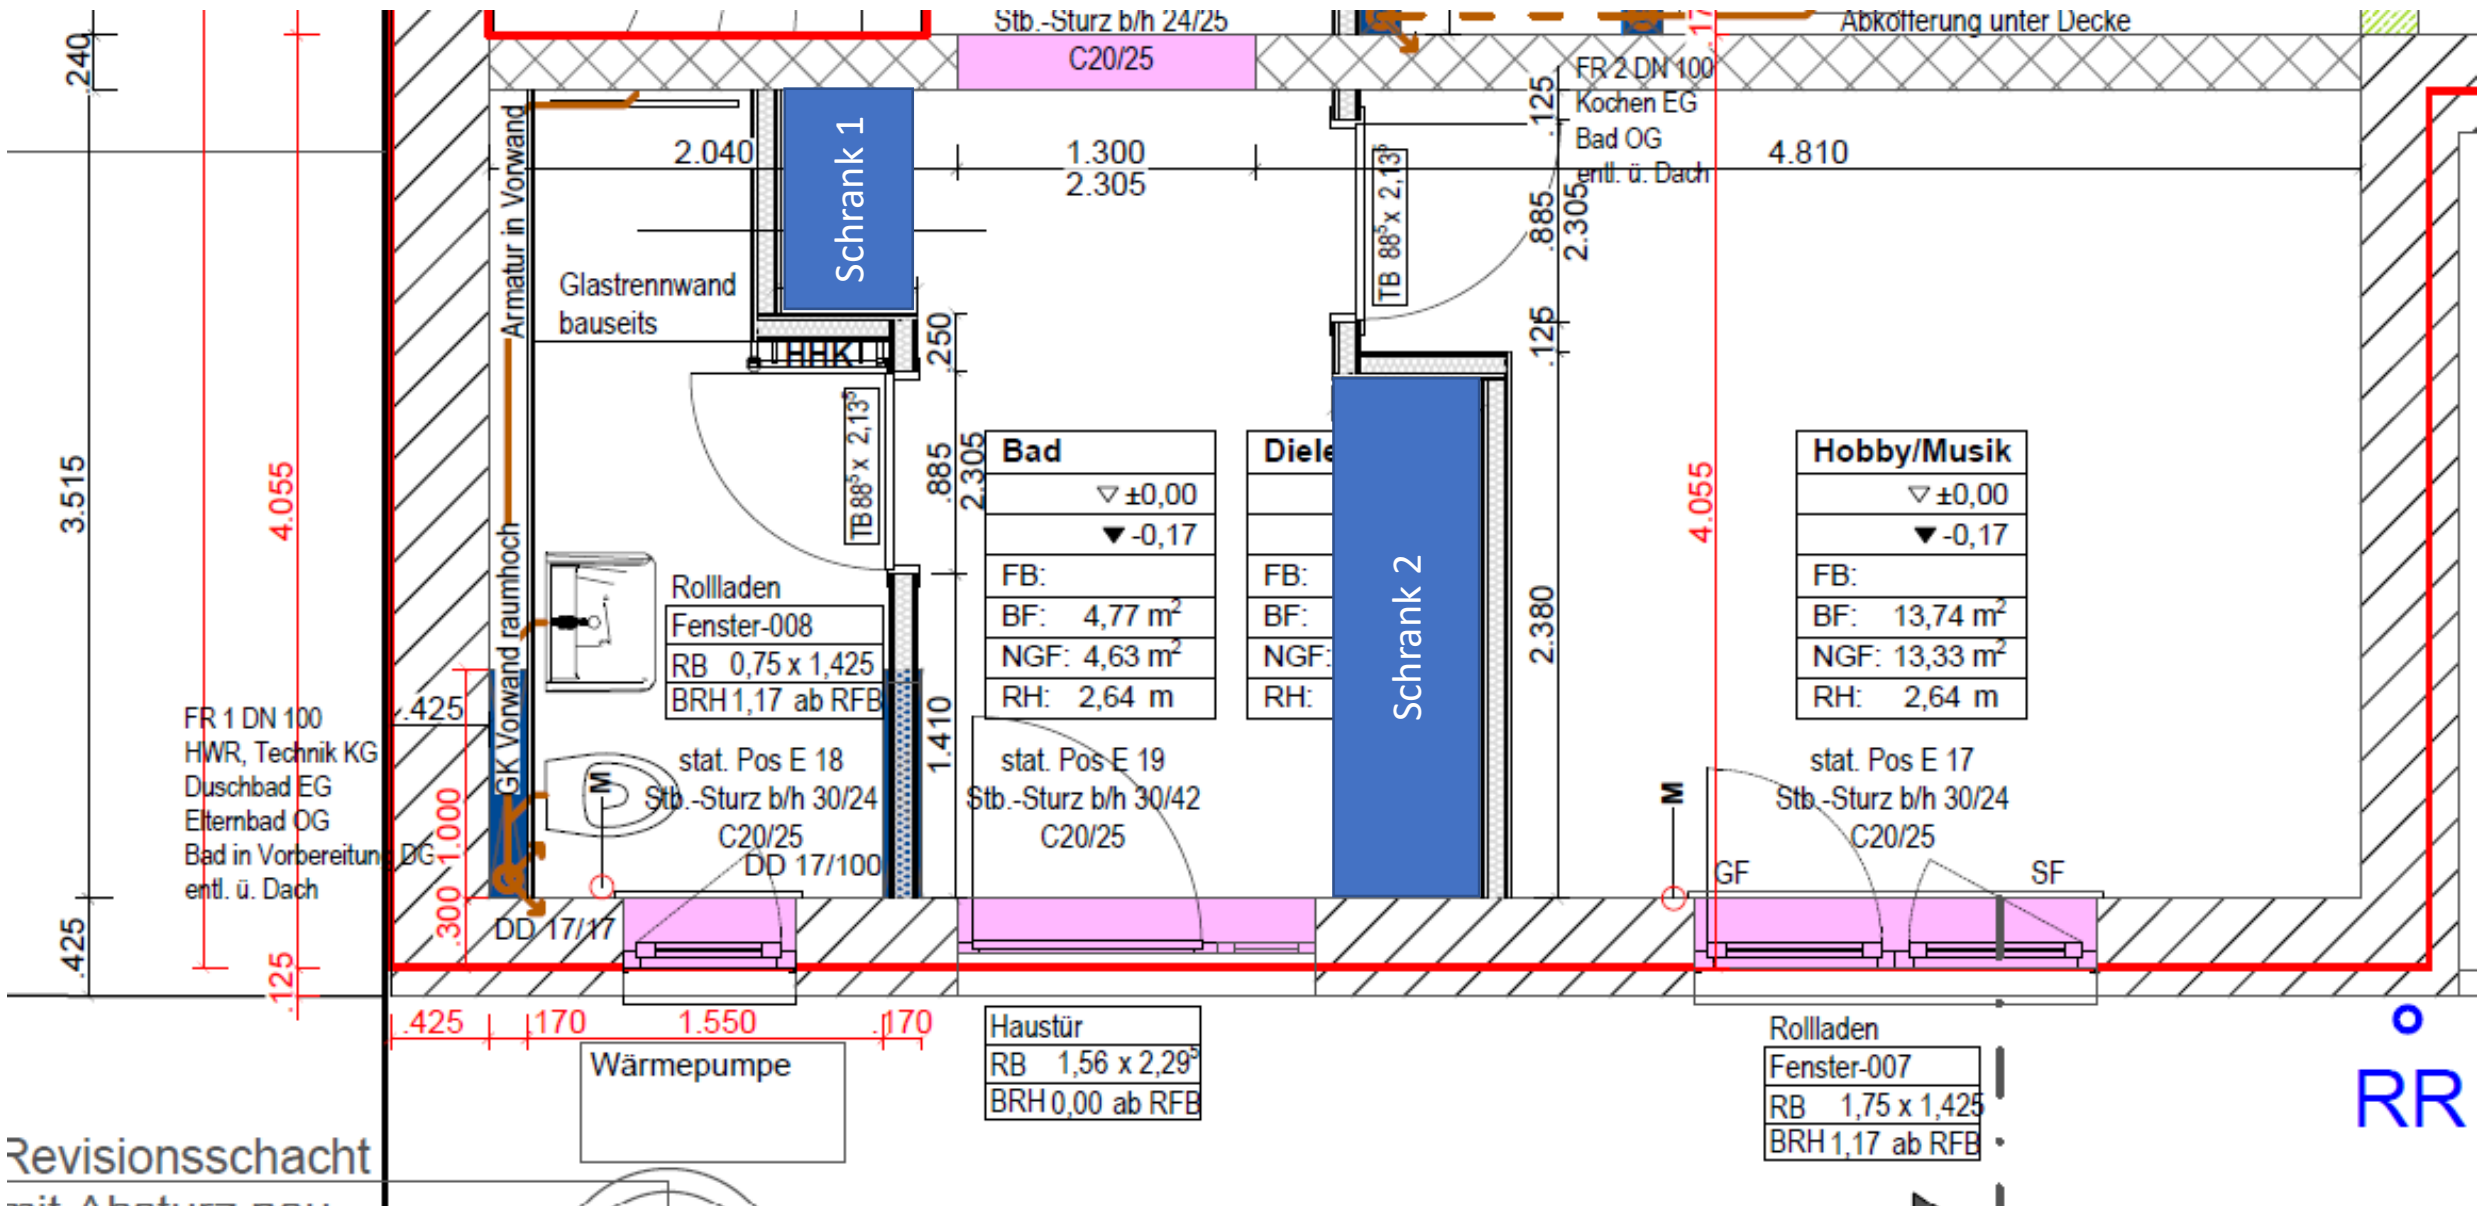 Stb.-Sturz b/h 24/25
C20/25
Abkofferung unter Decke
.240
.17
FR 2 DN 100
Kochen EG
Bad OG
entl. ü. Dach
.125
Armatur in Vorwand
2.040
Schrank 1
1.300
2.305
TB 88⁵ x 2,13⁵
.885
2.305
4.810
Glastrennwand
bauseits
HHK
.250
.125
3.515
4.055
TB 88⁵ x 2,13⁵
.885
2.305
Bad
▽ ±0,00
▼ -0,17
FB:
BF: 4,77 m²
NGF: 4,63 m²
RH: 2,64 m
Diele
FB:
BF:
NGF:
RH:
Schrank 2
2.380
4.055
Hobby/Musik
▽ ±0,00
▼ -0,17
FB:
BF: 13,74 m²
NGF: 13,33 m²
RH: 2,64 m
GK Vorwand raumhoch
Rollladen
Fenster-008
RB 0,75 x 1,425
BRH 1,17 ab RFB
.425
FR 1 DN 100
HWR, Technik KG
Duschbad EG
Elternbad OG
Bad in Vorbereitung DG
entl. ü. Dach
1.000
.300
M
stat. Pos E 18
Stb.-Sturz b/h 30/24
C20/25
DD 17/100
1.410
stat. Pos E 19
Stb.-Sturz b/h 30/42
C20/25
M
stat. Pos E 17
Stb.-Sturz b/h 30/24
C20/25
GF
SF
DD 17/17
.425
.125
.425
.170
1.550
.170
Wärmepumpe
Haustür
RB 1,56 x 2,29⁵
BRH 0,00 ab RFB
Rollladen
Fenster-007
RB 1,75 x 1,425
BRH 1,17 ab RFB
RR
Revisionsschacht
mit Absturz neu